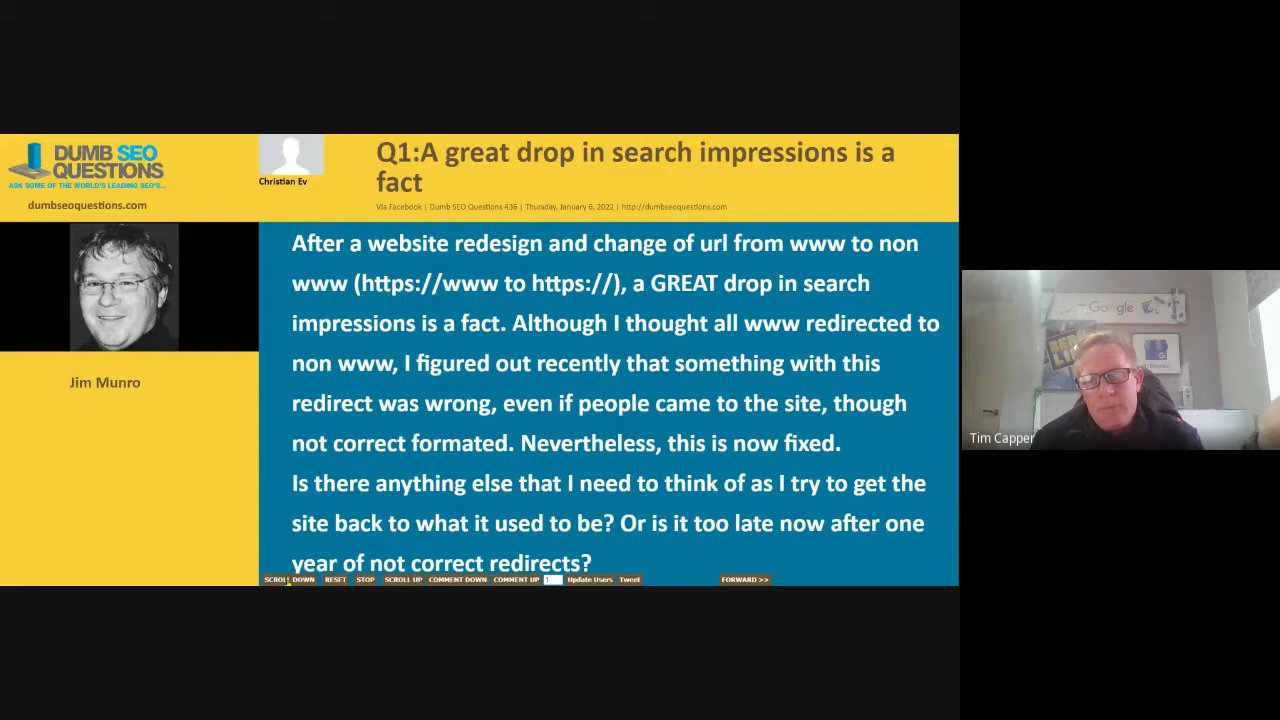 DUMB SEO
QUESTIONS
ASK SOME OF THE WORLD'S LEADING SEO'S...
dumbseoquestions.com
Christian Ev
Q1:A great drop in search impressions is a
fact
Via Facebook | Dumb SEO Questions 436 | Thursday, January 6, 2022 | http://dumbseoquestions.com
Jim Munro
After a website redesign and change of url from www to non
www (https://www to https://), a GREAT drop in search
impressions is a fact. Although I thought all www redirected to
non www, I figured out recently that something with this
redirect was wrong, even if people came to the site, though
not correct formated. Nevertheless, this is now fixed.
Is there anything else that I need to think of as I try to get the
site back to what it used to be? Or is it too late now after one
year of not correct redirects?
SCROLL DOWN RESET STOP SCROLL UP COMMENT DOWN COMMENT UP 1 Update Users Tweet FORWARD >>
Google
Tim Capper